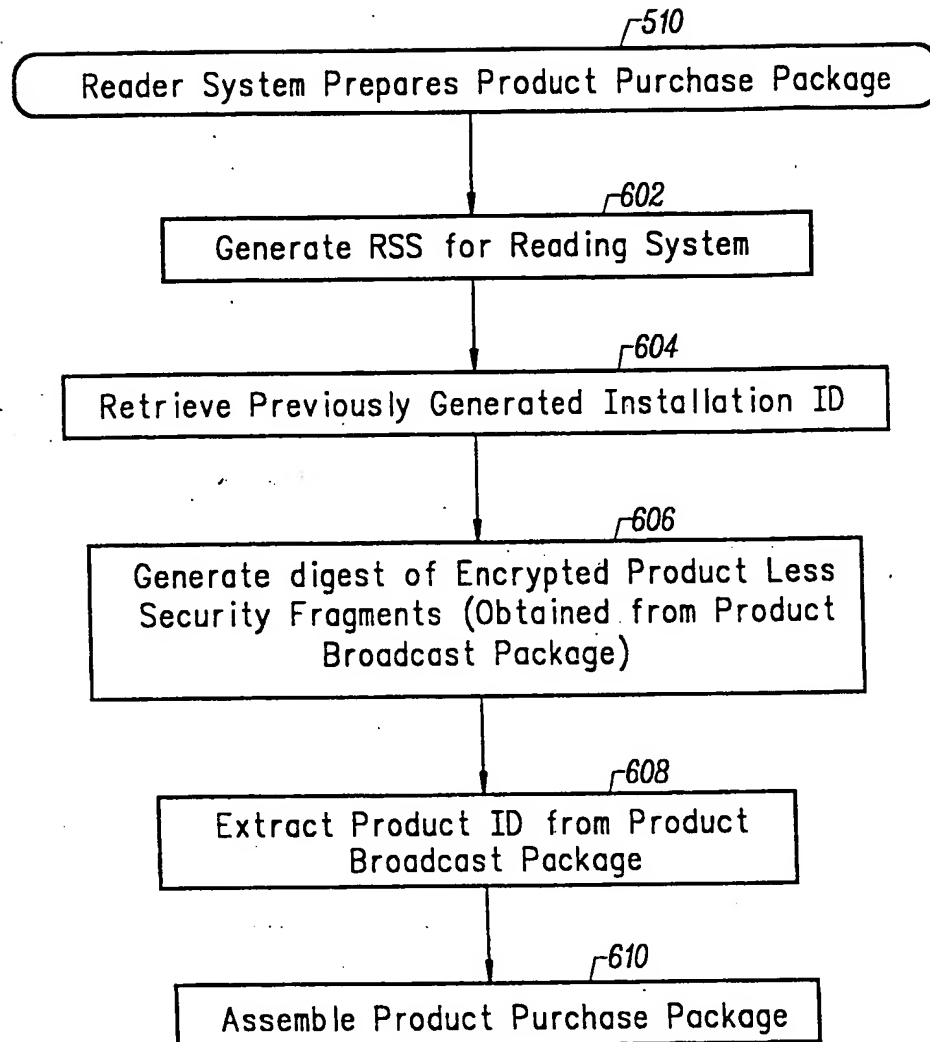 510
Reader System Prepares Product Purchase Package
602
Generate RSS for Reading System
604
Retrieve Previously Generated Installation ID
606
Generate digest of Encrypted Product Less
Security Fragments (Obtained from Product
Broadcast Package)
608
Extract Product ID from Product
Broadcast Package
610
Assemble Product Purchase Package